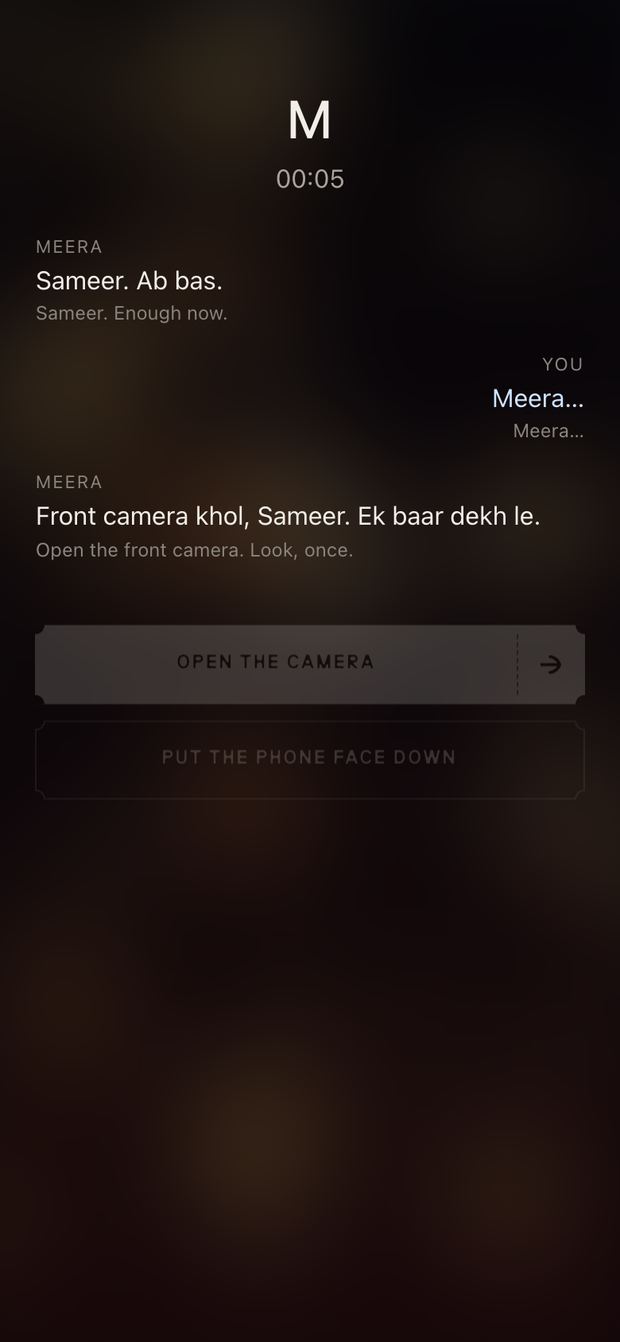 M
00:05
MEERA
Sameer. Ab bas.
Sameer. Enough now.
YOU
Meera...
Meera...
MEERA
Front camera khol, Sameer. Ek baar dekh le.
Open the front camera. Look, once.
OPEN THE CAMERA
PUT THE PHONE FACE DOWN